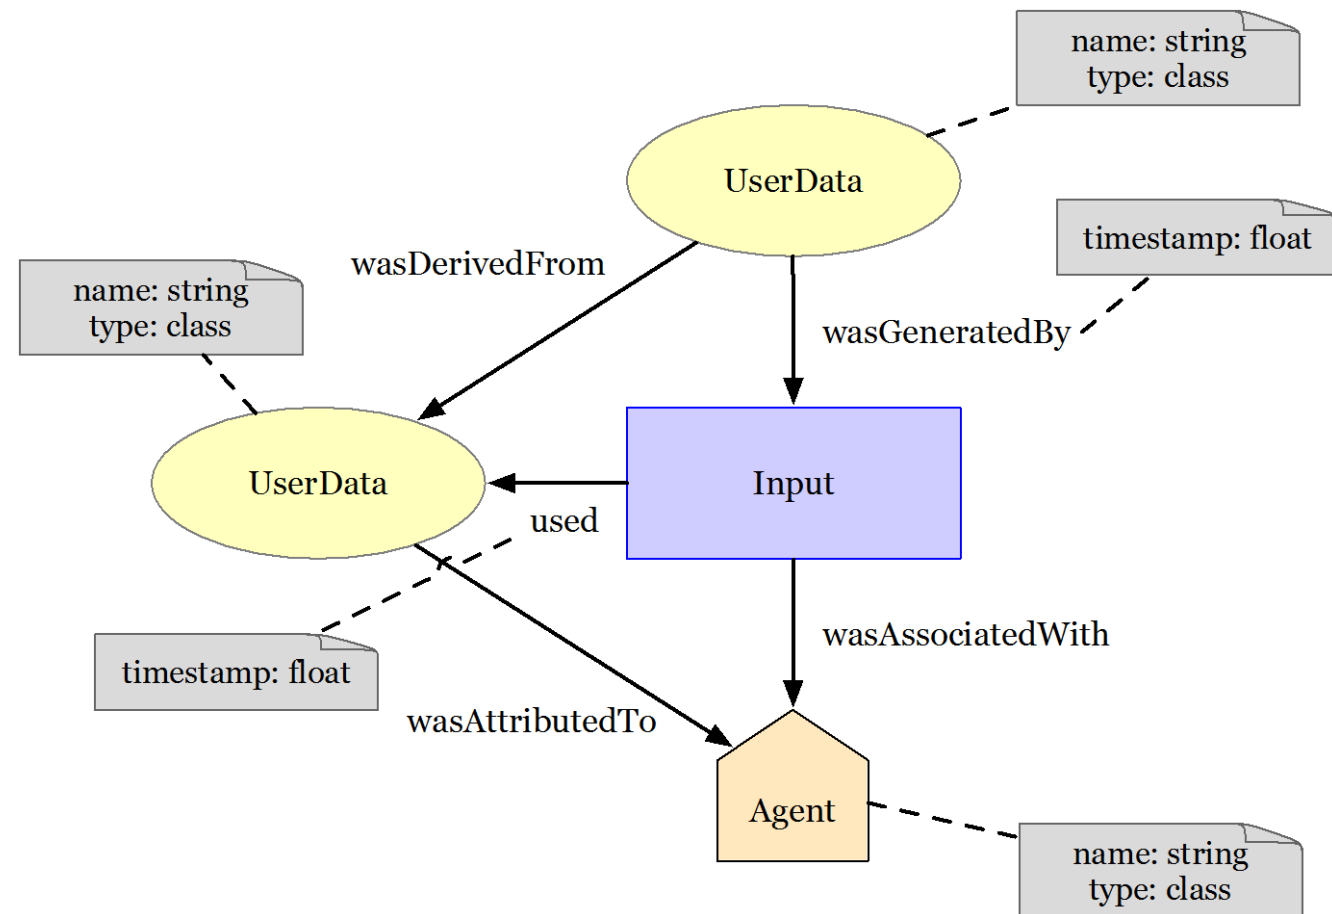 name: string
type: class
UserData
timestamp: float
wasDerivedFrom
name: string
type: class
wasGeneratedBy
UserData
Input
used
wasAssociatedWith
timestamp: float
wasAttributedTo
Agent
name: string
type: class